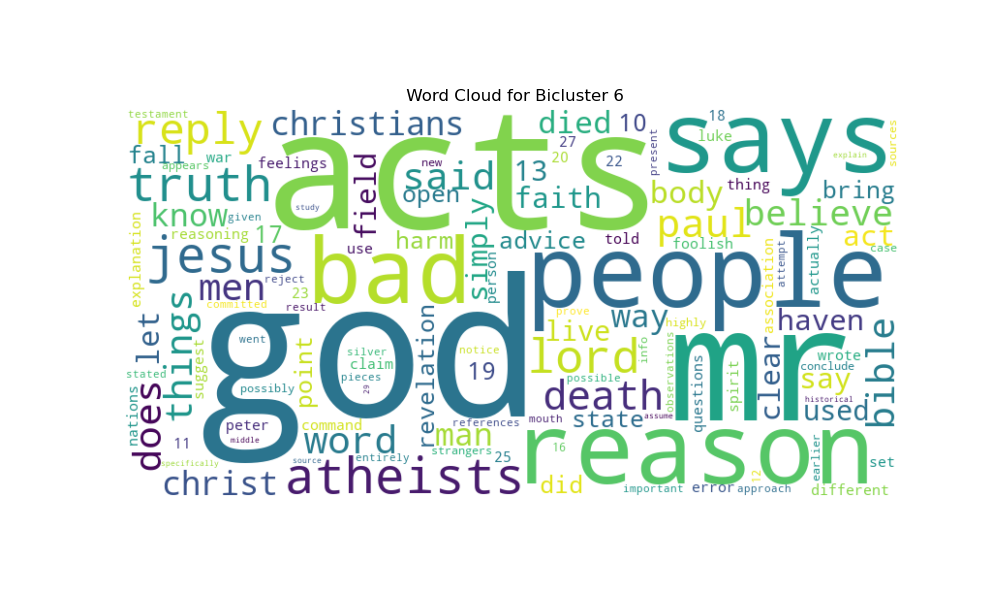 Word Cloud for Bicluster 6
testament
reply
christians
acts
died
10
18
says
sources
fall
war
appears
feelings
new
said
13
27
20
22
present
luke
explain
truth
field
open
faith
body
thing
bring
know
given
study
reasoning
17
use
harm
simply
advice
told
paul
foolish
believe
act
case
explanation
jesus
men
reject
23
bad
person
people
association
attempt
actually
committed
result
god
things
let
does
nations
stated
suggest
went
possibly
point
silver
claim
pieces
29
revelation
notice
19
lord
live
prove
way
highly
info
mr
haven
clear
wrote
conclude
say
historical
used
bible
possible
death
state
mouth
assume
observations
questions
spirit
peter
middle
command
word
man
references
strangers
11
specifically
source
entirely
25
reason
16
12
earlier
set
christ
atheists
did
important
error
approach
different